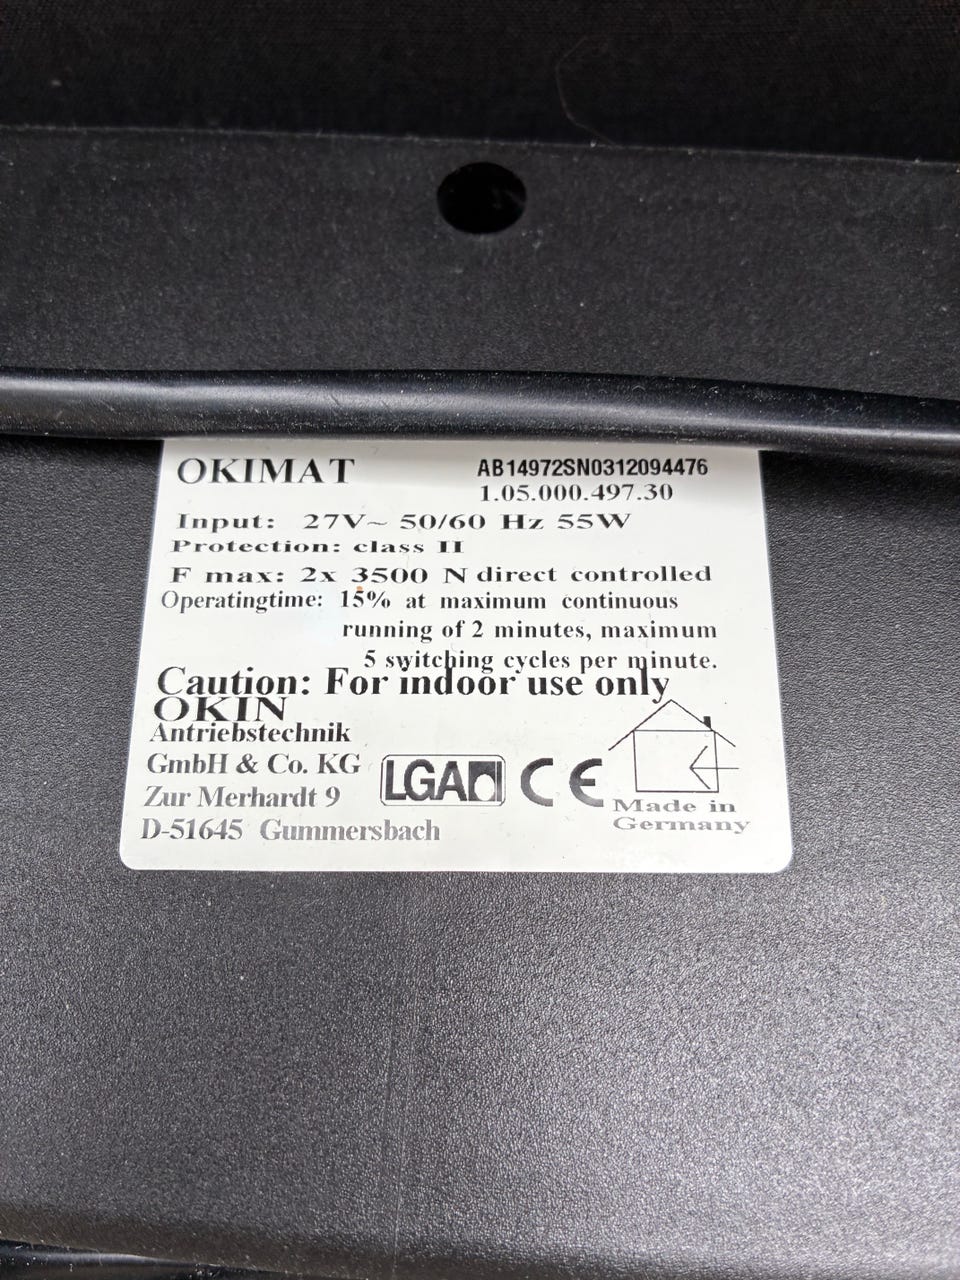 OKIMAT AB14972SN0312094476
1.05.000.497.30
Input: 27V~ 50/60 Hz 55W
Protection: class II
F max: 2x 3500 N direct controlled
Operatingtime: 15% at maximum continuous
running of 2 minutes, maximum
5 switching cycles per minute.
Caution: For indoor use only
OKIN
Antriebstechnik
GmbH & Co. KG
Zur Merhardt 9
D-51645 Gummersbach
LGA
CE
Made in
Germany